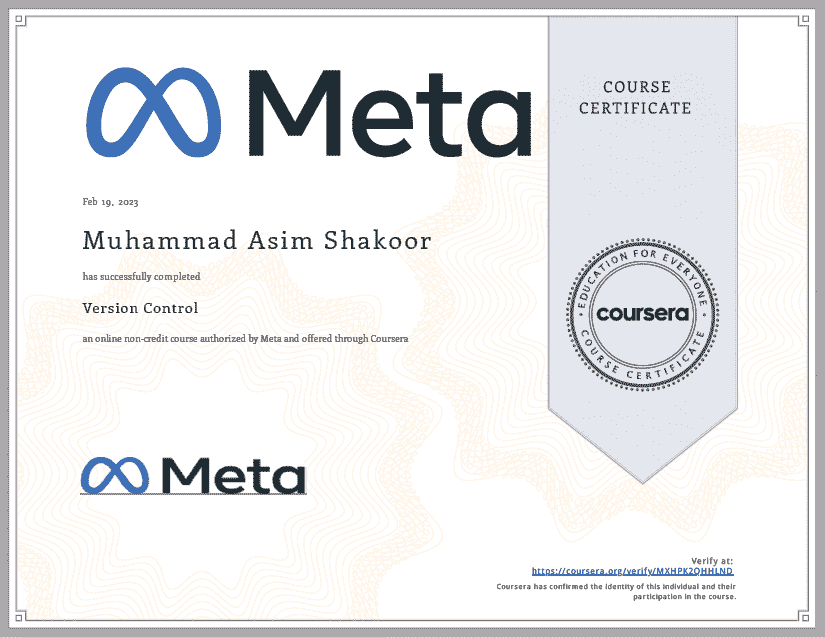 Meta
COURSE
CERTIFICATE
Feb 19, 2023
Muhammad Asim Shakoor
has successfully completed
Version Control
an online non-credit course authorized by Meta and offered through Coursera
EDUCATION FOR EVERYONE
coursera
COURSE CERTIFICATE
Meta
Verify at:
https://coursera.org/verify/MXHPK2QHHLND
Coursera has confirmed the identity of this individual and their
participation in the course.